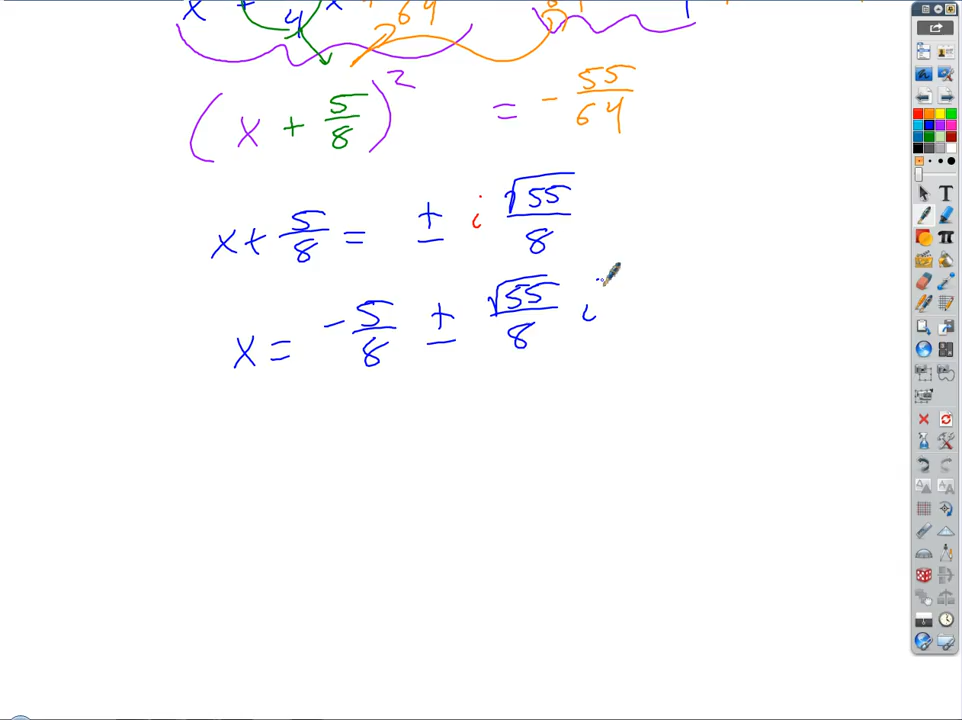 (x + 5/8)² = - 55/64
x + 5/8 = ± i √55/8
x = - 5/8 ± √55/8 i